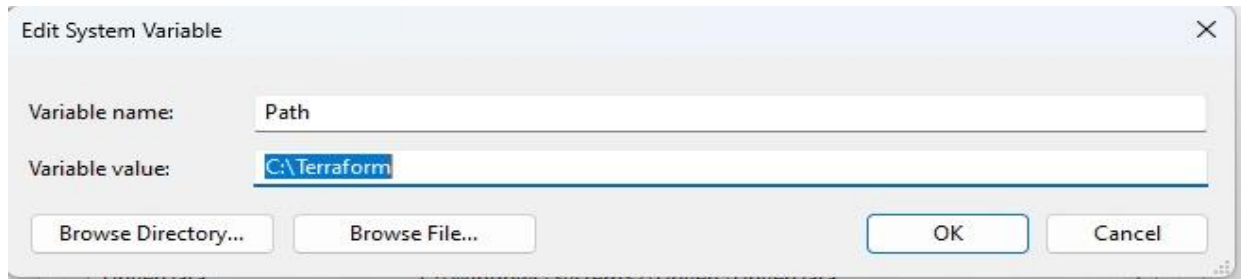 Edit System Variable
Variable name: Path
Variable value: C:\Terraform
Browse Directory... Browse File... OK Cancel